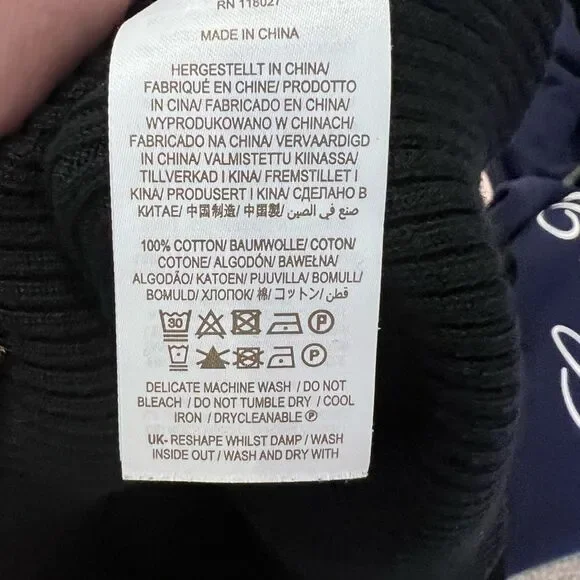 RN 118027
MADE IN CHINA
HERGESTELLT IN CHINA/
FABRIQUÉ EN CHINE/ PRODOTTO
IN CINA/ FABRICADO EN CHINA/
WYPRODUKOWANO W CHINACH/
FABRICADO NA CHINA/ VERVAARDIGD
IN CHINA/ VALMISTETTU KIINASSA/
TILLVERKAD I KINA/ FREMSTILLET I
KINA/ PRODUSERT I KINA/ СДЕЛАНО В
КИТАЕ/ 中国制造/ 中国製/ صنع في الصين/
100% COTTON/ BAUMWOLLE/ COTON/
COTONE/ ALGODÓN/ BAWEŁNA/
ALGODÃO/ KATOEN/ PUUVILLA/ BOMULL/
BOMULD/ ХЛОПОК/ 棉/ コットン/ قطن/
30 P
P
DELICATE MACHINE WASH / DO NOT
BLEACH / DO NOT TUMBLE DRY / COOL
IRON / DRYCLEANABLE P
UK- RESHAPE WHILST DAMP / WASH
INSIDE OUT / WASH AND DRY WITH